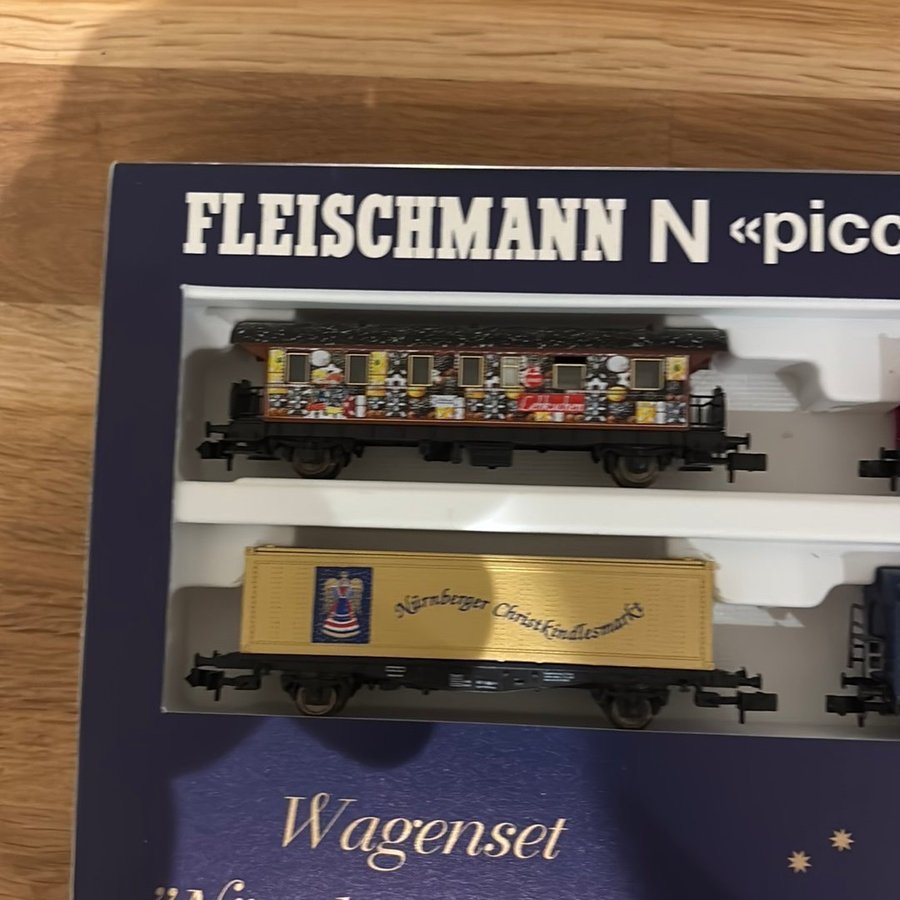 FLEISCHMANN N «picc
Lebkuchen
Nürnberger Christkindlesmarkt
Wagenset